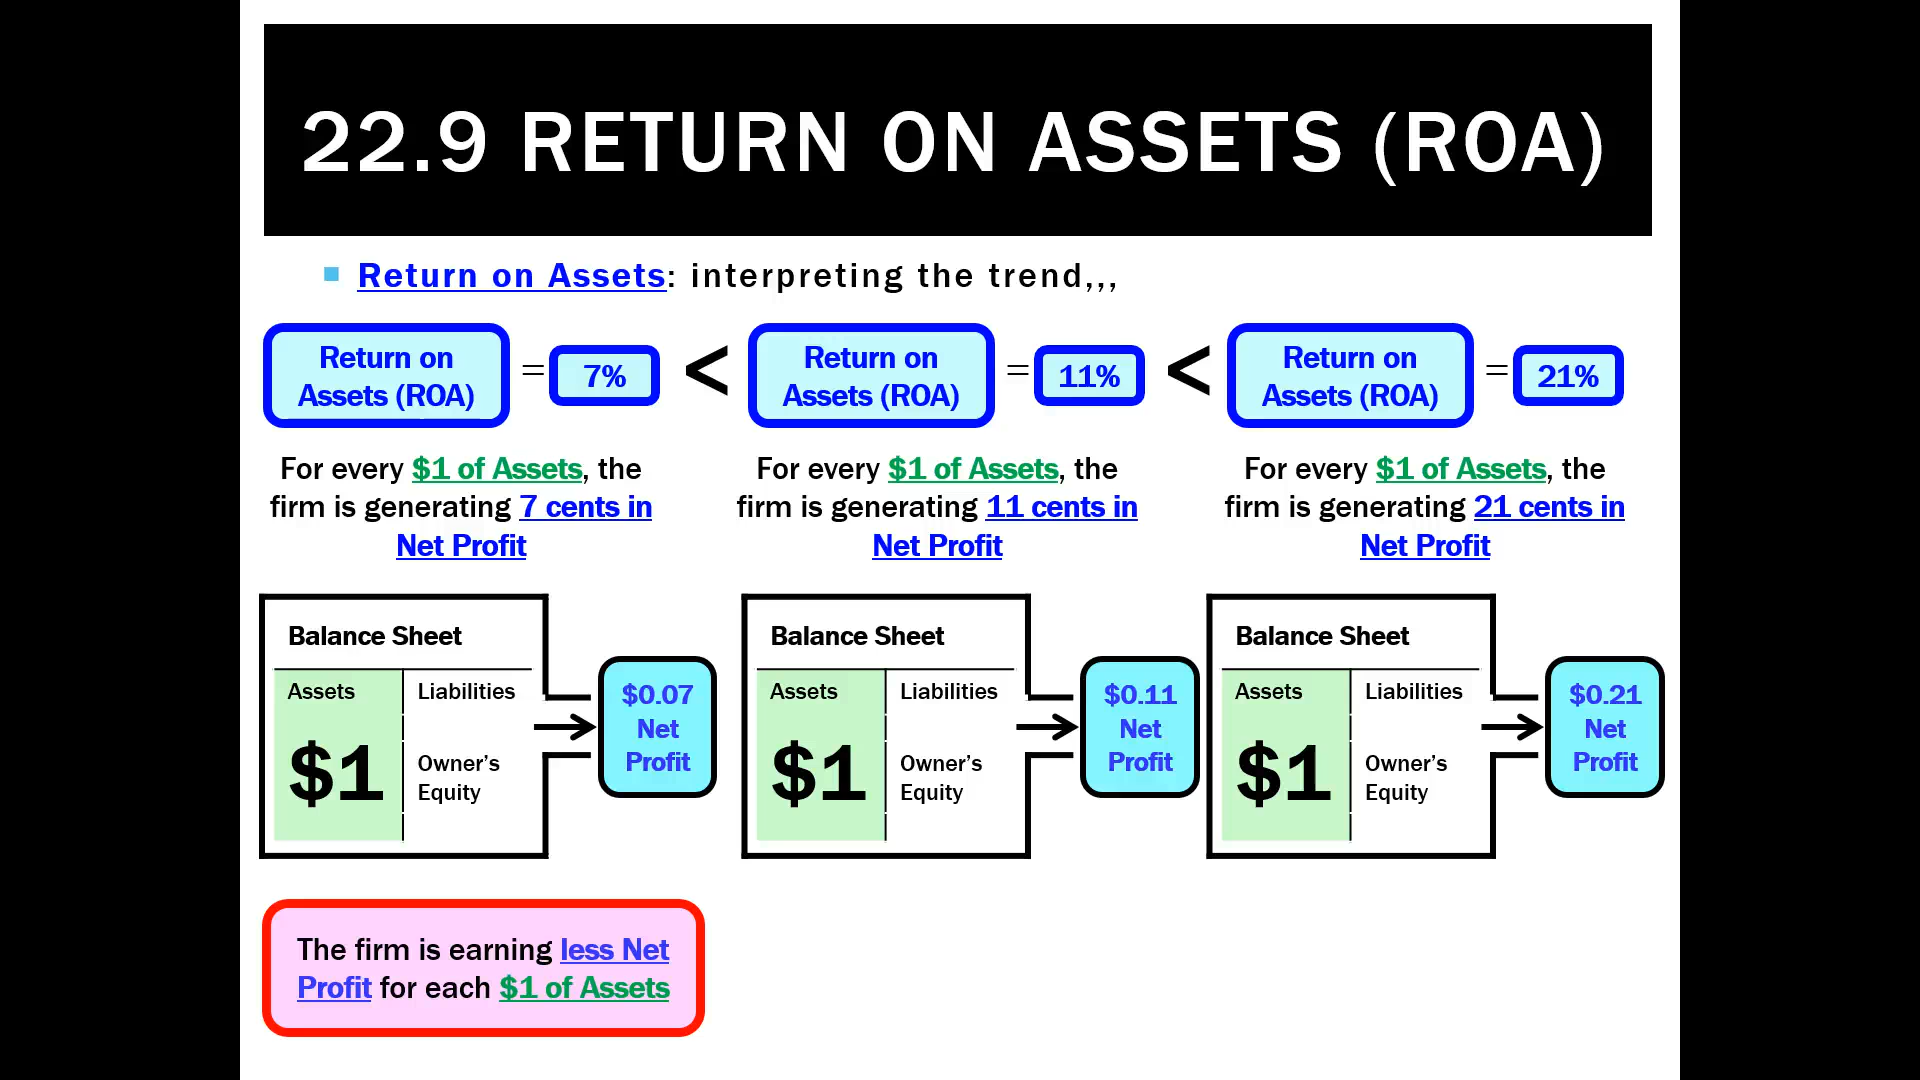 22.9 RETURN ON ASSETS (ROA)
Return on Assets: interpreting the trend,,,
Return on
Assets (ROA)
=
7%
<
Return on
Assets (ROA)
=
11%
<
Return on
Assets (ROA)
=
21%
For every $1 of Assets, the
firm is generating 7 cents in
Net Profit
For every $1 of Assets, the
firm is generating 11 cents in
Net Profit
For every $1 of Assets, the
firm is generating 21 cents in
Net Profit
Balance Sheet
Assets
Liabilities
$1
Owner’s
Equity
$0.07
Net
Profit
Balance Sheet
Assets
Liabilities
$1
Owner’s
Equity
$0.11
Net
Profit
Balance Sheet
Assets
Liabilities
$1
Owner’s
Equity
$0.21
Net
Profit
The firm is earning less Net
Profit for each $1 of Assets